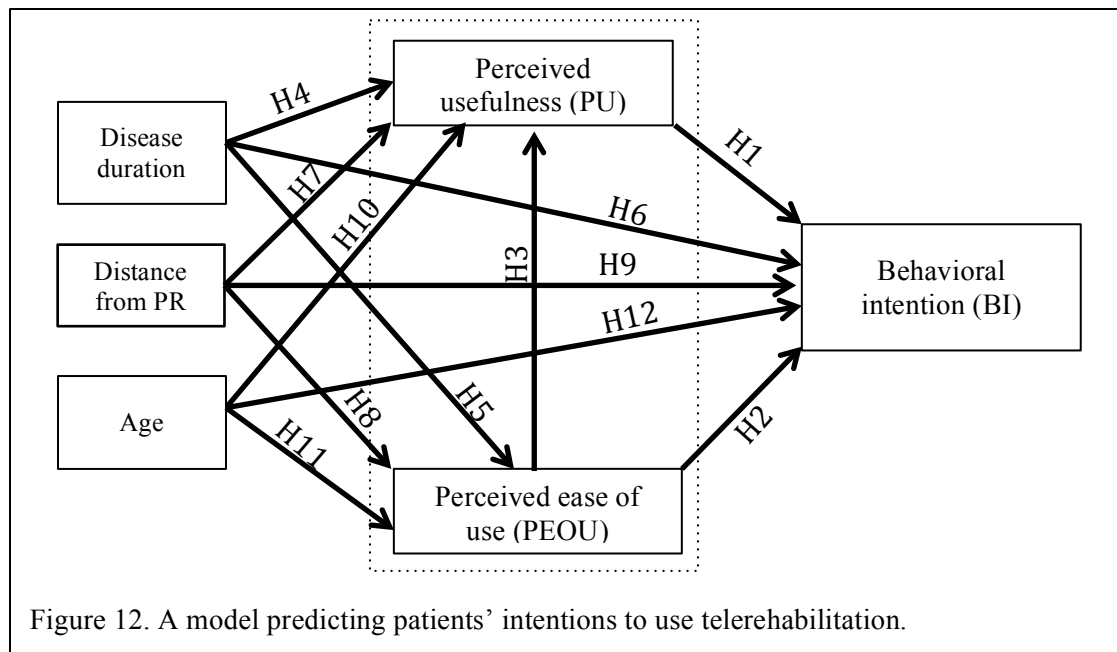 Perceived
usefulness (PU)
H4
Disease
duration
H1
H7
H10
H6
Distance
from PR
H3
H9
Behavioral
intention (BI)
H12
Age
H8
H5
H11
H2
Perceived ease of
use (PEOU)
Figure 12. A model predicting patients’ intentions to use telerehabilitation.